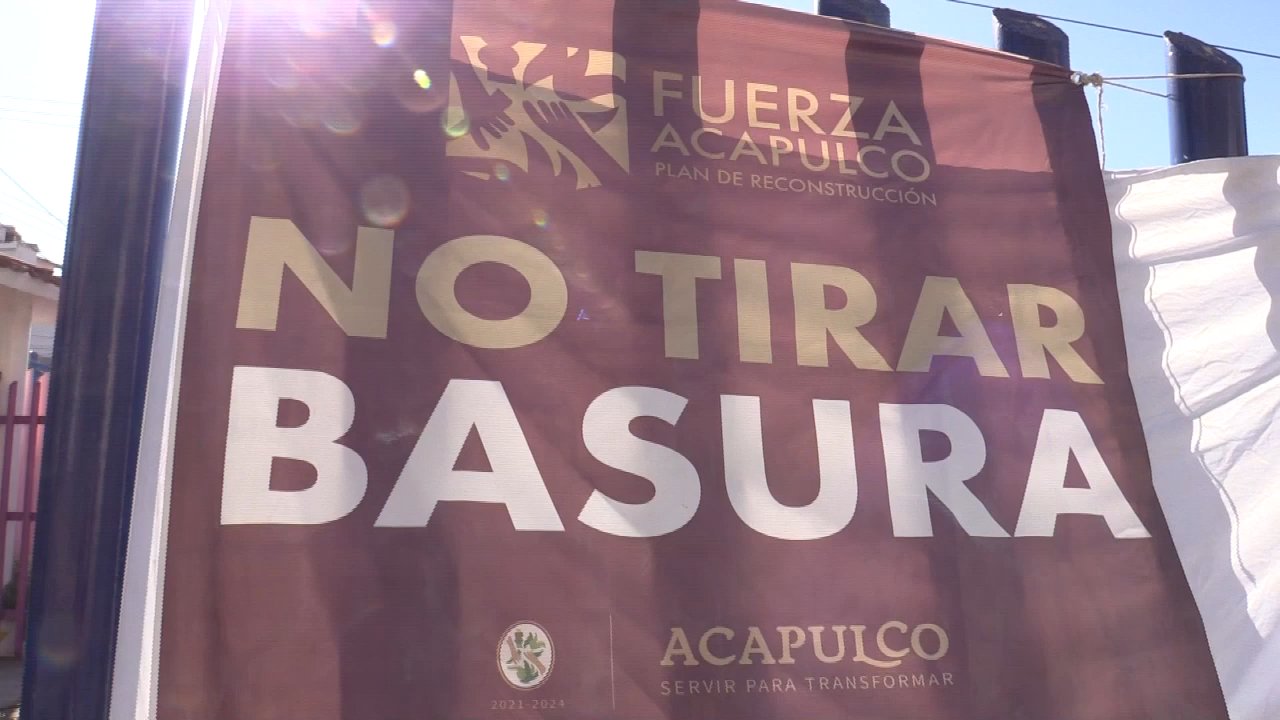 FUERZA
ACAPULCO
PLAN DE RECONSTRUCCIÓN
NO TIRAR
BASURA
2021-2024
ACAPULCO
SERVIR PARA TRANSFORMAR